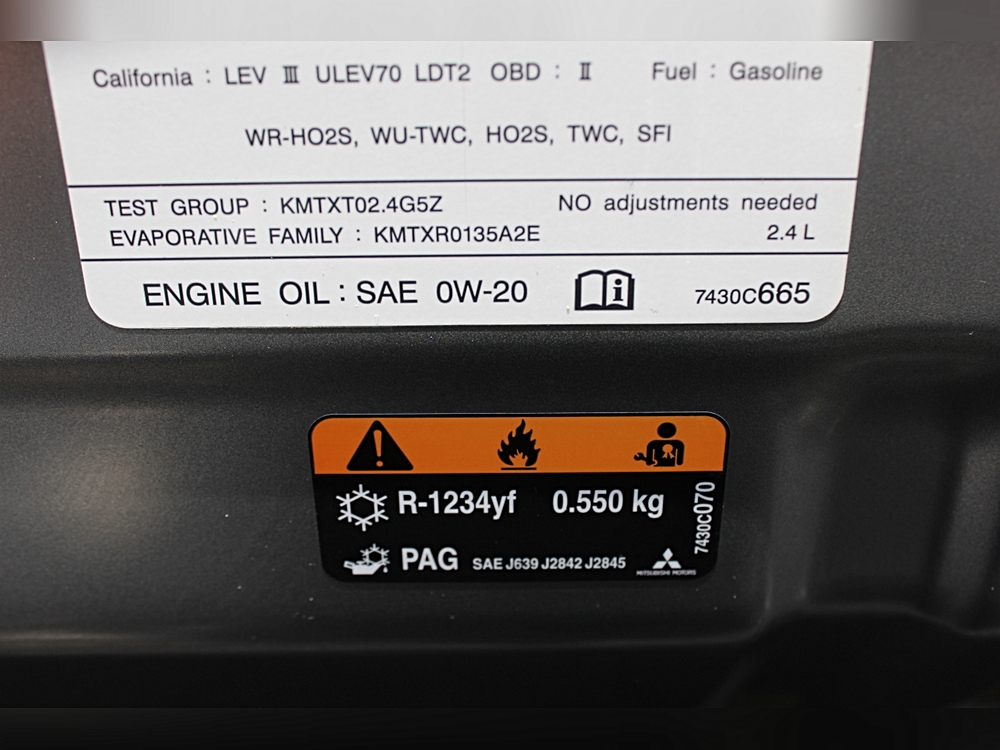 California : LEV Ⅲ ULEV70 LDT2 OBD : Ⅱ Fuel : Gasoline
WR-HO2S, WU-TWC, HO2S, TWC, SFI
TEST GROUP : KMTXT02.4G5Z NO adjustments needed
EVAPORATIVE FAMILY : KMTXR0135A2E 2.4 L
ENGINE OIL : SAE 0W-20 7430C665
R-1234yf 0.550 kg
PAG SAE J639 J2842 J2845
MITSUBISHI MOTORS
7430C070